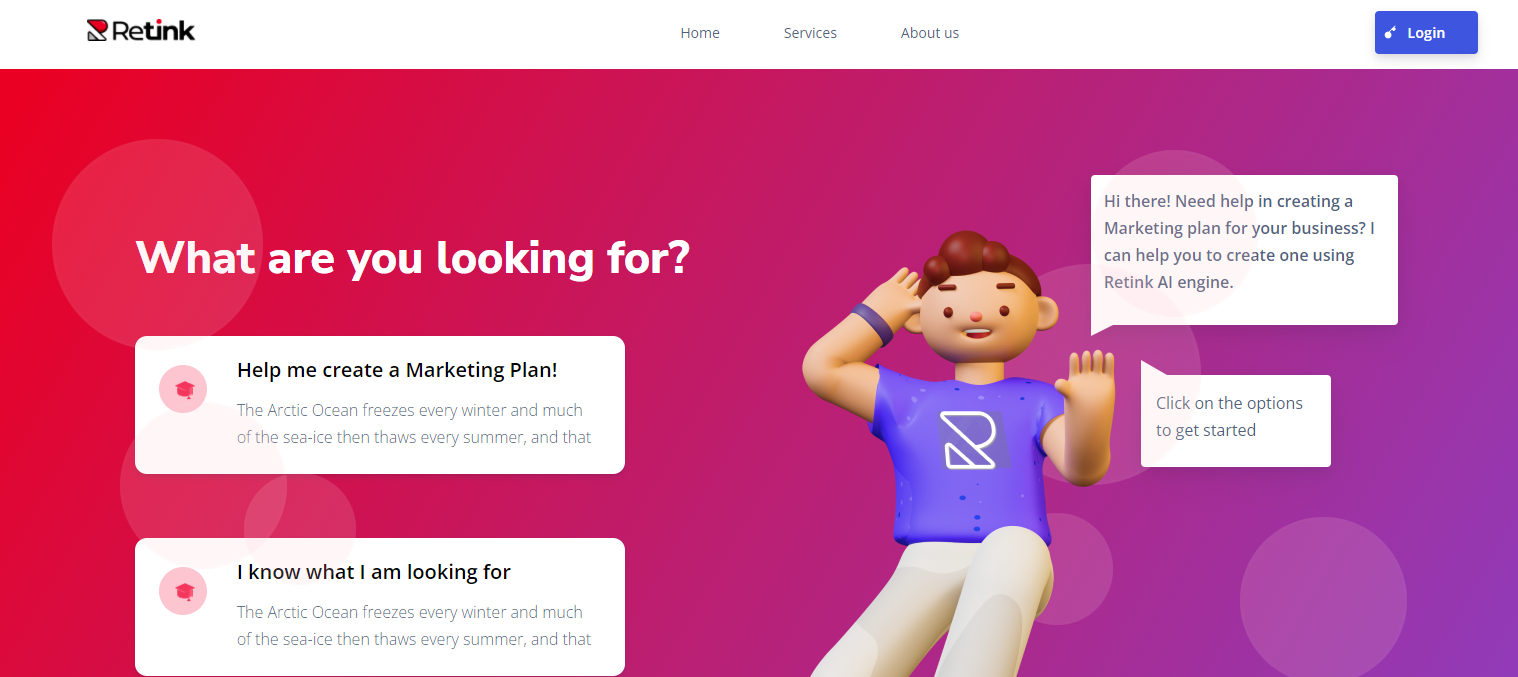 Retink
Home
Services
About us
Login
What are you looking for?
Help me create a Marketing Plan!
The Arctic Ocean freezes every winter and much
of the sea-ice then thaws every summer, and that
I know what I am looking for
The Arctic Ocean freezes every winter and much
of the sea-ice then thaws every summer, and that
Hi there! Need help in creating a
Marketing plan for your business? I
can help you to create one using
Retink AI engine.
Click on the options
to get started